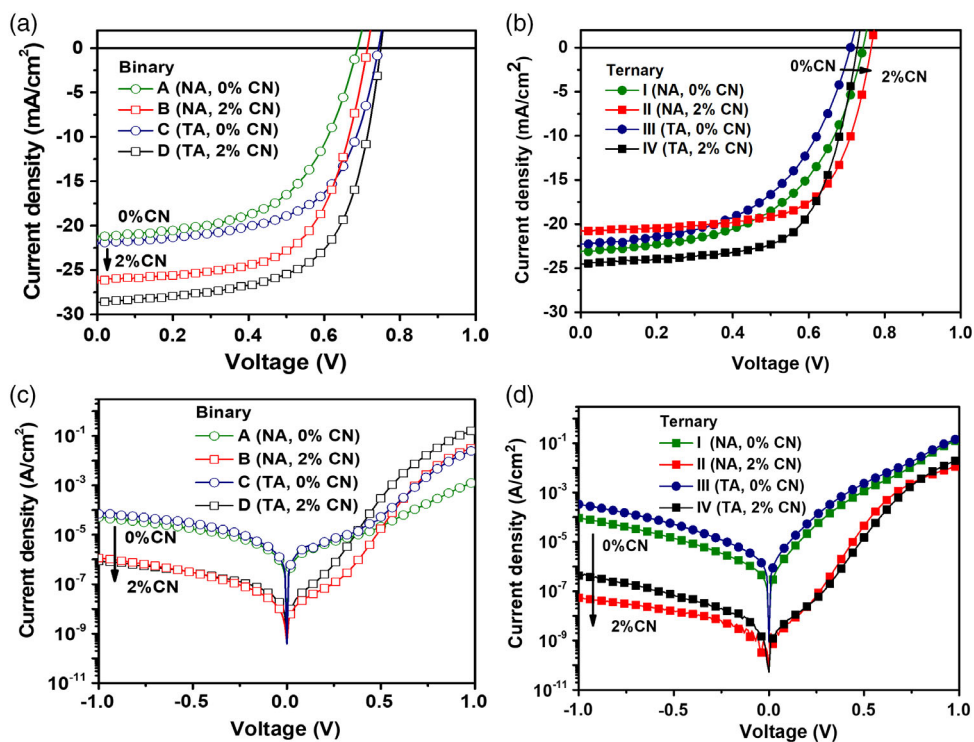 (a)
Current density (mA/cm²)
0
-5
-10
-15
-20
-25
-30
Binary
A (NA, 0% CN)
B (NA, 2% CN)
C (TA, 0% CN)
D (TA, 2% CN)
0%CN
2%CN
0.0 0.2 0.4 0.6 0.8 1.0
Voltage (V)
(b)
Current density (mA/cm²)
0
-5
-10
-15
-20
-25
-30
0%CN
2%CN
Ternary
I (NA, 0% CN)
II (NA, 2% CN)
III (TA, 0% CN)
IV (TA, 2% CN)
0.0 0.2 0.4 0.6 0.8 1.0
Voltage (V)
(c)
Current density (A/cm²)
10⁻¹
10⁻³
10⁻⁵
10⁻⁷
10⁻⁹
10⁻¹¹
Binary
A (NA, 0% CN)
B (NA, 2% CN)
C (TA, 0% CN)
D (TA, 2% CN)
0%CN
2%CN
-1.0 -0.5 0.0 0.5 1.0
Voltage (V)
(d)
Current density (A/cm²)
10⁻¹
10⁻³
10⁻⁵
10⁻⁷
10⁻⁹
10⁻¹¹
Ternary
I (NA, 0% CN)
II (NA, 2% CN)
III (TA, 0% CN)
IV (TA, 2% CN)
0%CN
2%CN
-1.0 -0.5 0.0 0.5 1.0
Voltage (V)